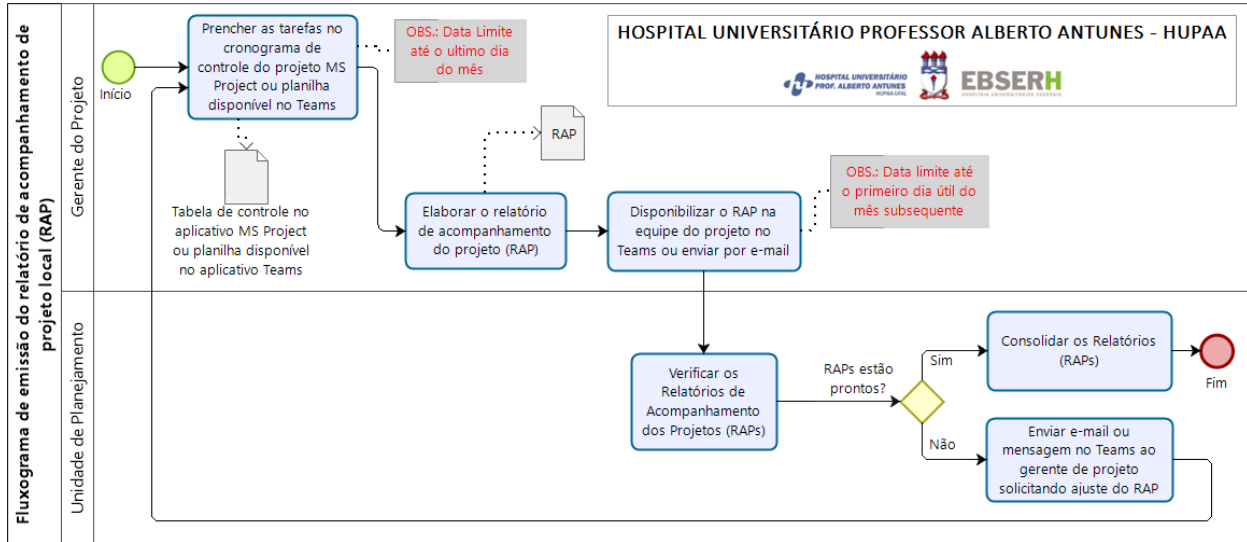 Fluxograma de emissão do relatório de acompanhamento de
projeto local (RAP)
Gerente do Projeto
Início
Prencher as tarefas no
cronograma de
controle do projeto MS
Project ou planilha
disponível no Teams
OBS.: Data Limite
até o ultimo dia
do mês
HOSPITAL UNIVERSITÁRIO PROFESSOR ALBERTO ANTUNES - HUPAA
HOSPITAL UNIVERSITÁRIO
PROF. ALBERTO ANTUNES
HUPAA-UFAL
EBSERH
HOSPITAIS UNIVERSITÁRIOS FEDERAIS
Tabela de controle no
aplicativo MS Project
ou planilha disponível
no aplicativo Teams
RAP
Elaborar o relatório
de acompanhamento
do projeto (RAP)
Disponibilizar o RAP na
equipe do projeto no
Teams ou enviar por e-mail
OBS.: Data limite até
o primeiro dia útil do
mês subsequente
Unidade de Planejamento
Verificar os
Relatórios de
Acompanhamento
dos Projetos (RAPs)
RAPs estão
prontos?
Sim
Consolidar os Relatórios
(RAPs)
Fim
Não
Enviar e-mail ou
mensagem no Teams ao
gerente de projeto
solicitando ajuste do RAP